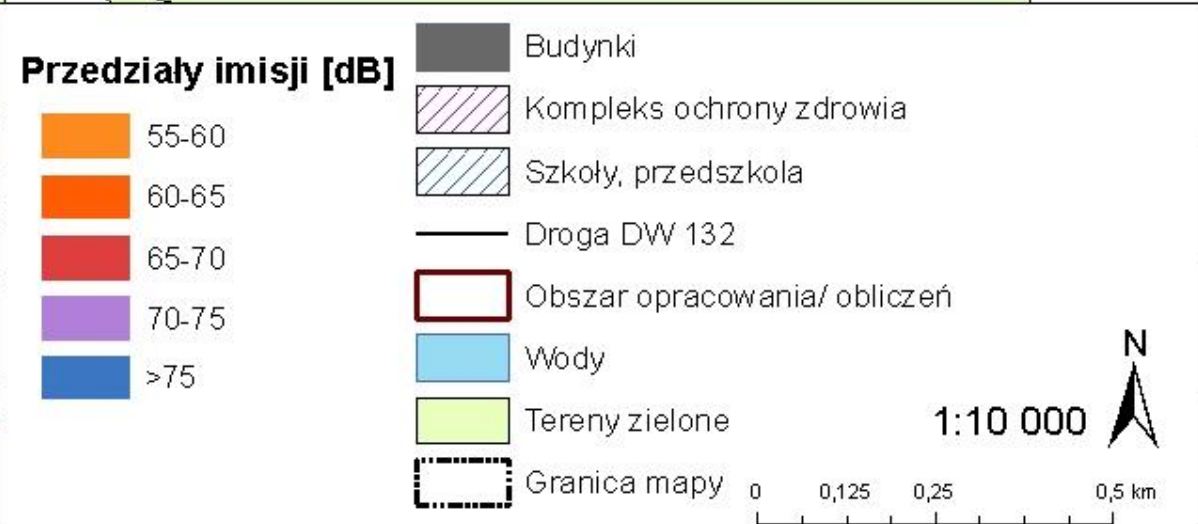 Przedziały imisji [dB]
55-60
60-65
65-70
70-75
>75
Budynki
Kompleks ochrony zdrowia
Szkoły, przedszkola
Droga DW 132
Obszar opracowania/ obliczeń
Wody
Tereny zielone
Granica mapy
N
1:10 000
0 0,125 0,25 0,5 km